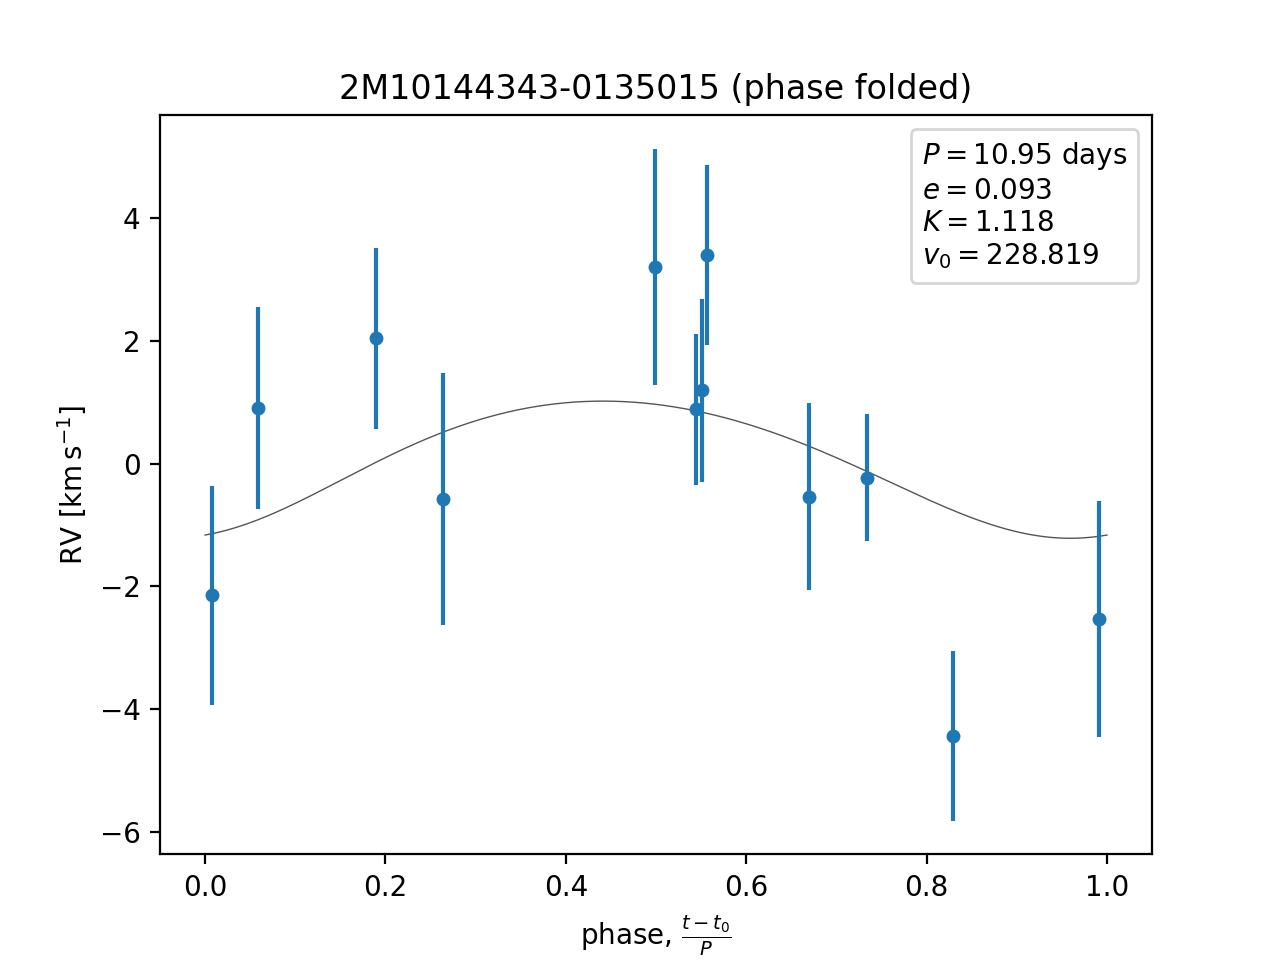 2M10144343-0135015 (phase folded)
P = 10.95 days
e = 0.093
K = 1.118
v₀ = 228.819
RV [km s⁻¹]
4
2
0
−2
−4
−6
0.0 0.2 0.4 0.6 0.8 1.0
phase, (t − t₀)/P